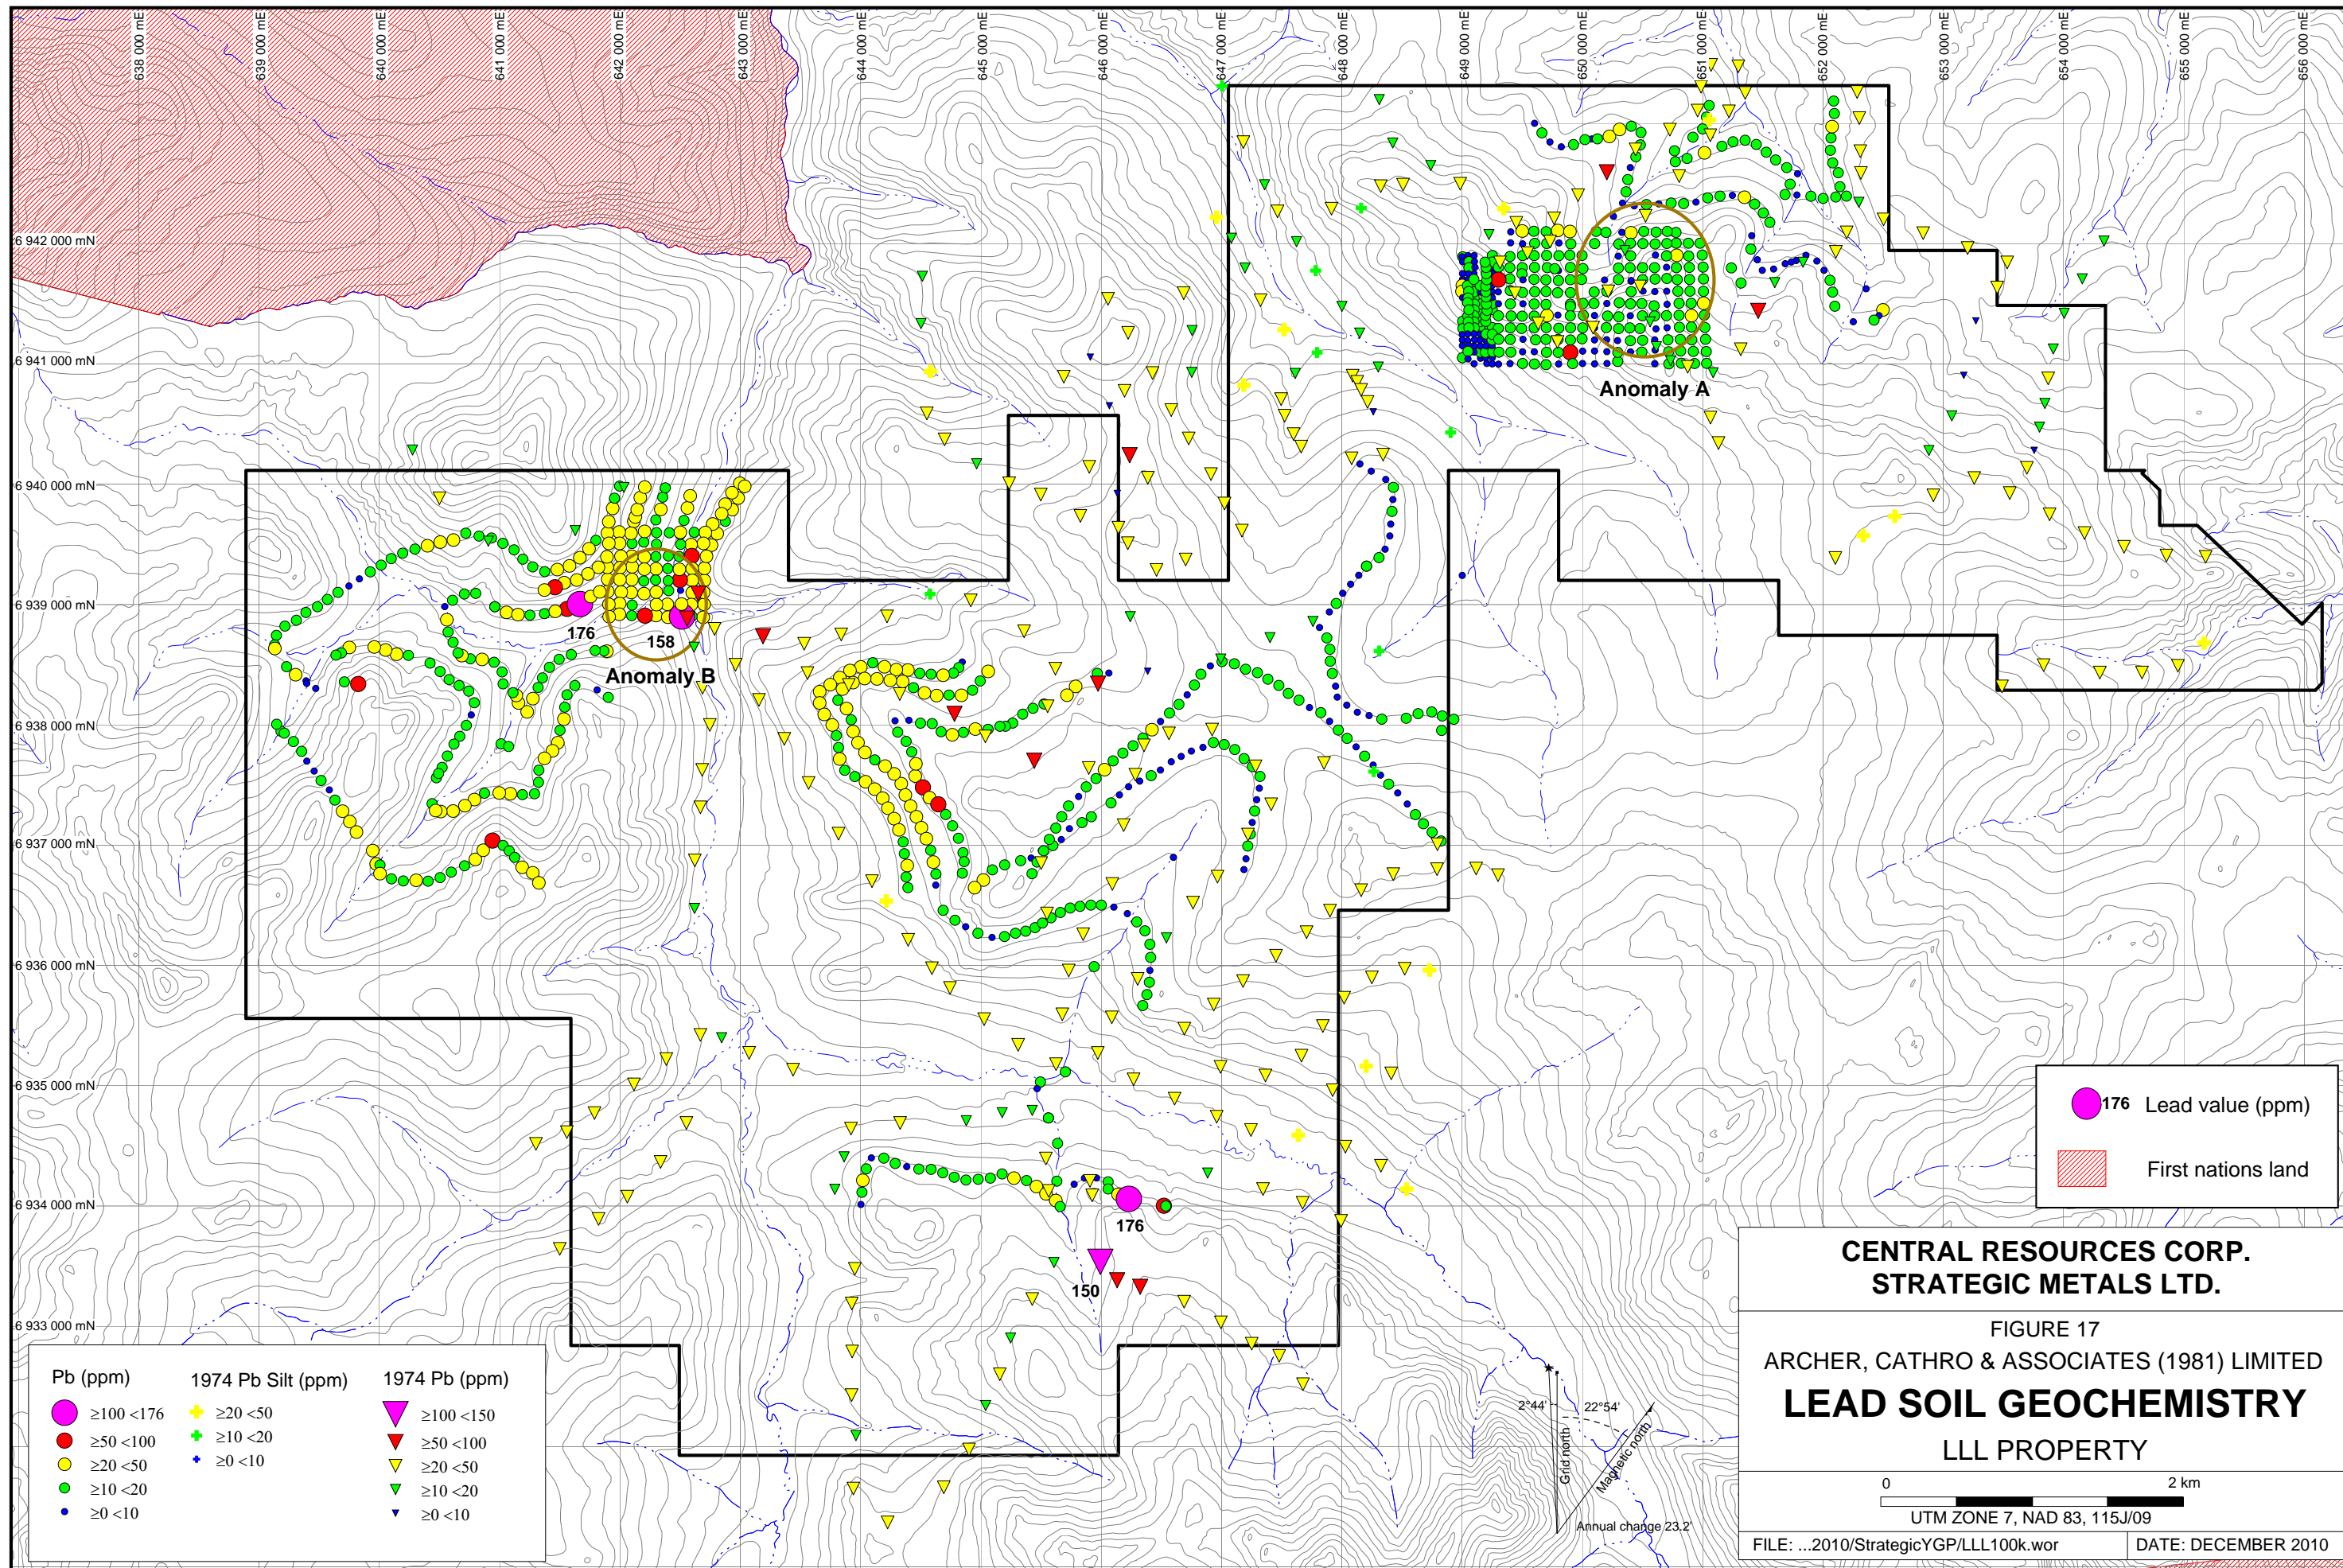 638 000 mE
639 000 mE
640 000 mE
641 000 mE
642 000 mE
643 000 mE
644 000 mE
645 000 mE
646 000 mE
647 000 mE
648 000 mE
649 000 mE
650 000 mE
651 000 mE
652 000 mE
653 000 mE
654 000 mE
655 000 mE
656 000 mE
6 942 000 mN
6 941 000 mN
6 940 000 mN
6 939 000 mN
6 938 000 mN
6 937 000 mN
6 936 000 mN
6 935 000 mN
6 934 000 mN
6 933 000 mN
Anomaly A
176
158
Anomaly B
176
150
176 Lead value (ppm)
First nations land
Pb (ppm)
≥100 <176
≥50 <100
≥20 <50
≥10 <20
≥0 <10
1974 Pb Silt (ppm)
≥20 <50
≥10 <20
≥0 <10
1974 Pb (ppm)
≥100 <150
≥50 <100
≥20 <50
≥10 <20
≥0 <10
2°44'
22°54'
Grid north
Magnetic north
Annual change 23.2'
CENTRAL RESOURCES CORP.
STRATEGIC METALS LTD.
FIGURE 17
ARCHER, CATHRO & ASSOCIATES (1981) LIMITED
LEAD SOIL GEOCHEMISTRY
LLL PROPERTY
0 2 km
UTM ZONE 7, NAD 83, 115J/09
FILE: ...2010/StrategicYGP/LLL100k.wor
DATE: DECEMBER 2010